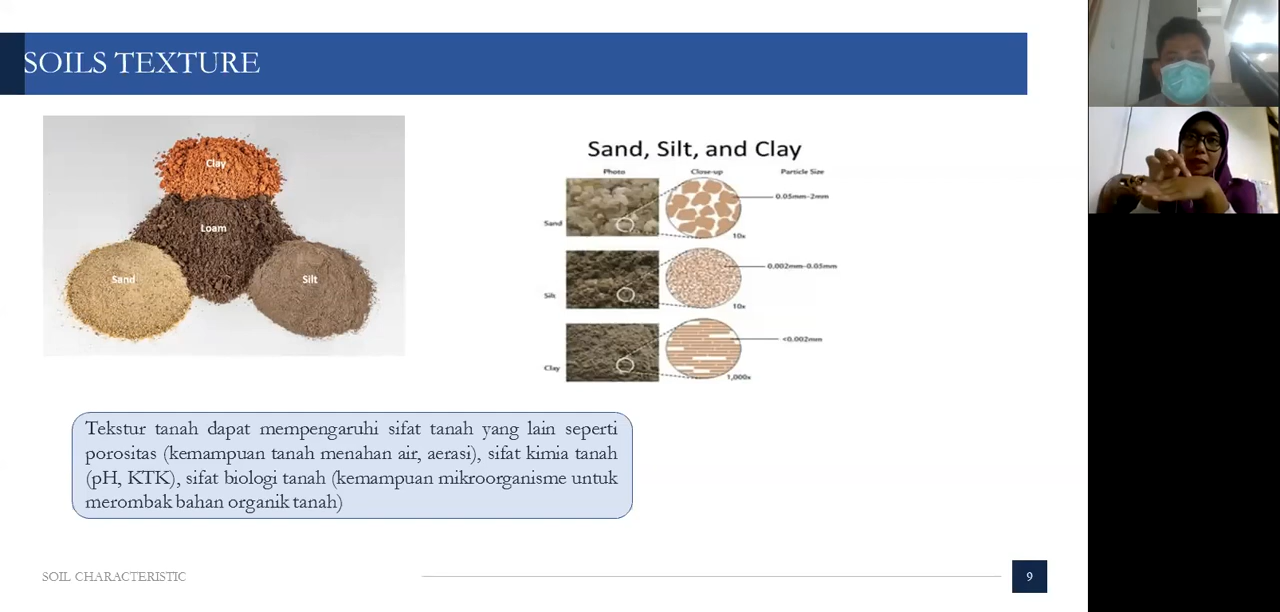 SOILS TEXTURE
Clay
Loam
Sand
Silt
Sand, Silt, and Clay
Photo
Close-up
Particle Size
Sand
0.05mm-2mm
10x
Silt
0.002mm-0.05mm
10x
Clay
<0.002mm
1,000x
Tekstur tanah dapat mempengaruhi sifat tanah yang lain seperti
porositas (kemampuan tanah menahan air, aerasi), sifat kimia tanah
(pH, KTK), sifat biologi tanah (kemampuan mikroorganisme untuk
merombak bahan organik tanah)
SOIL CHARACTERISTIC
9